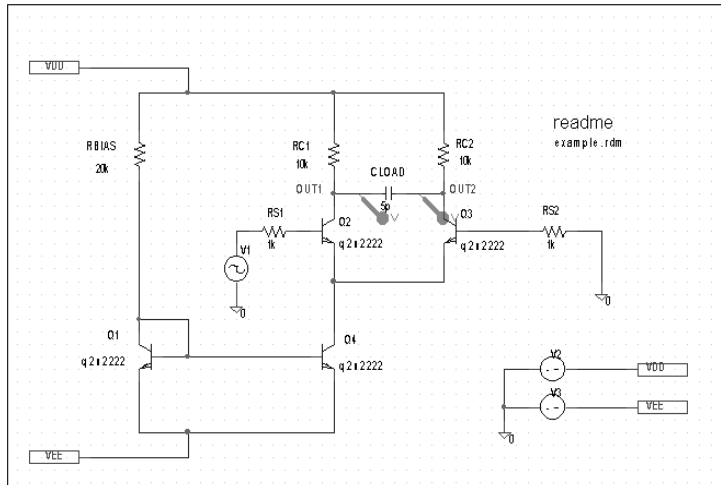 VDD
readme
example.rdm
RBIAS
20k
RC1
10k
RC2
10k
CLOAD
5p
OUT1
OUT2
V
V
RS1
1k
Q2
q2n2222
Q3
q2n2222
RS2
1k
V1
0
0
Q1
q2n2222
Q4
q2n2222
V2
VDD
V3
VEE
0
VEE